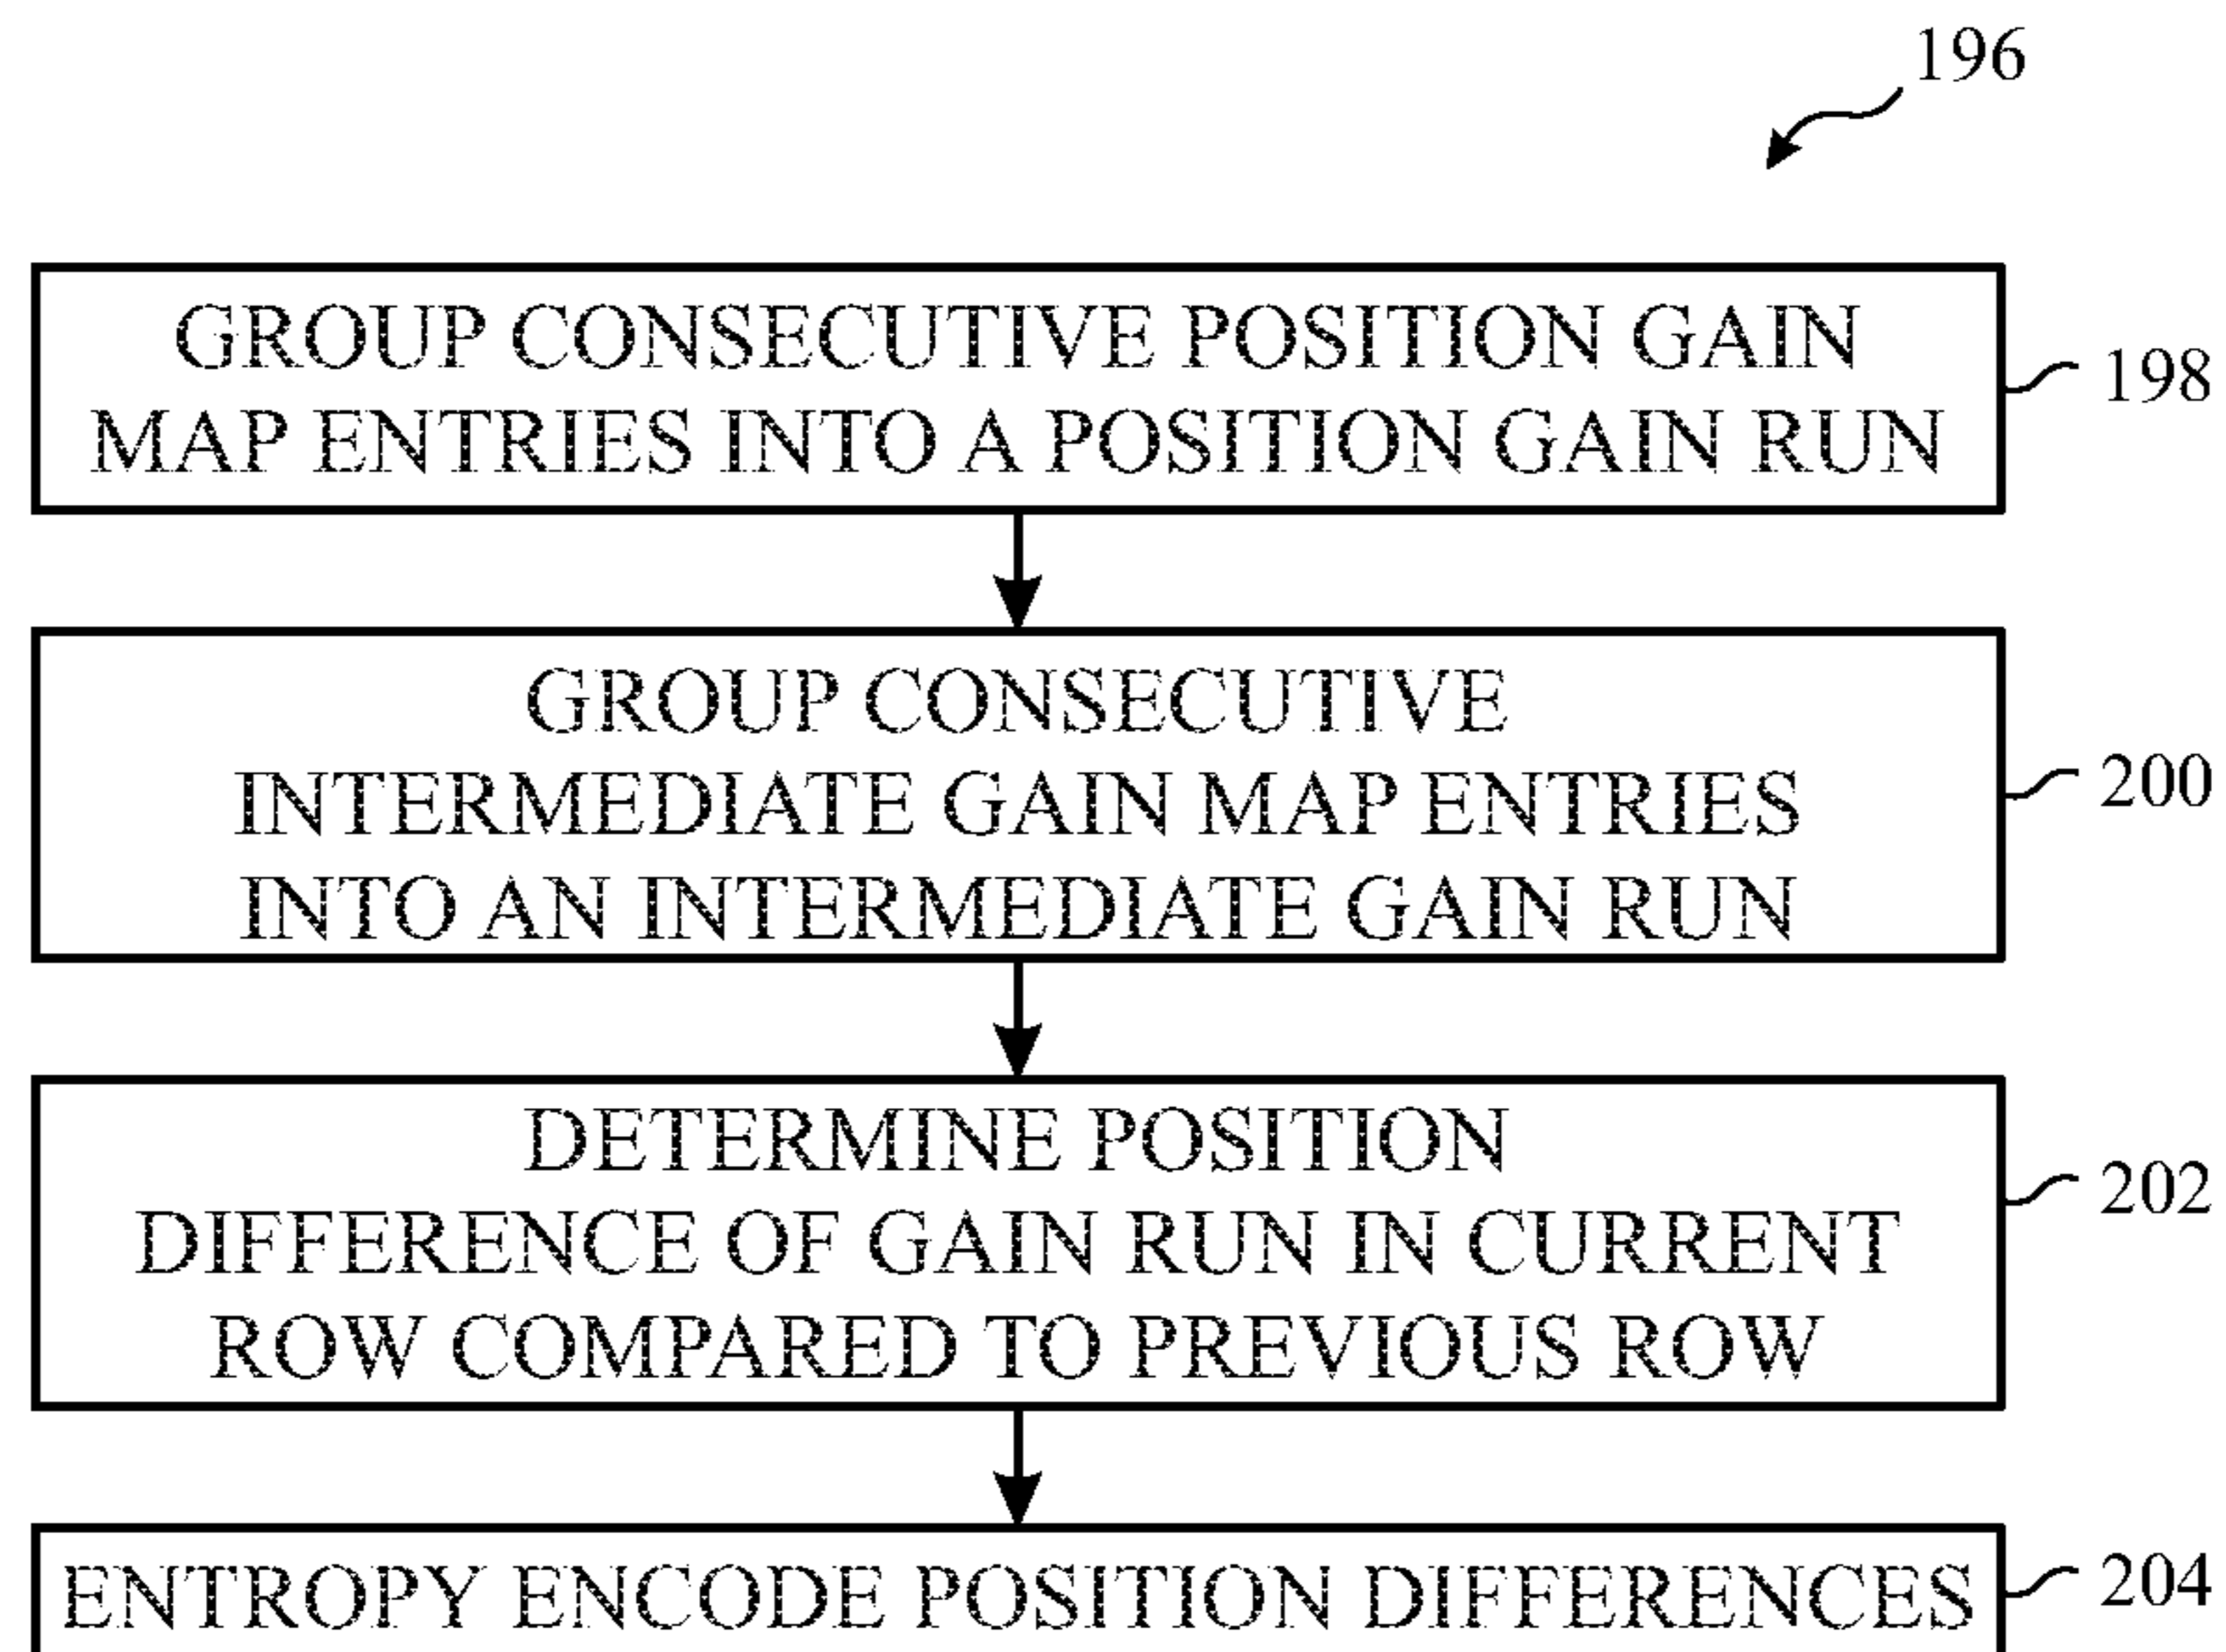 196
GROUP CONSECUTIVE POSITION GAIN
MAP ENTRIES INTO A POSITION GAIN RUN
198
GROUP CONSECUTIVE
INTERMEDIATE GAIN MAP ENTRIES
INTO AN INTERMEDIATE GAIN RUN
200
DETERMINE POSITION
DIFFERENCE OF GAIN RUN IN CURRENT
ROW COMPARED TO PREVIOUS ROW
202
ENTROPY ENCODE POSITION DIFFERENCES
204